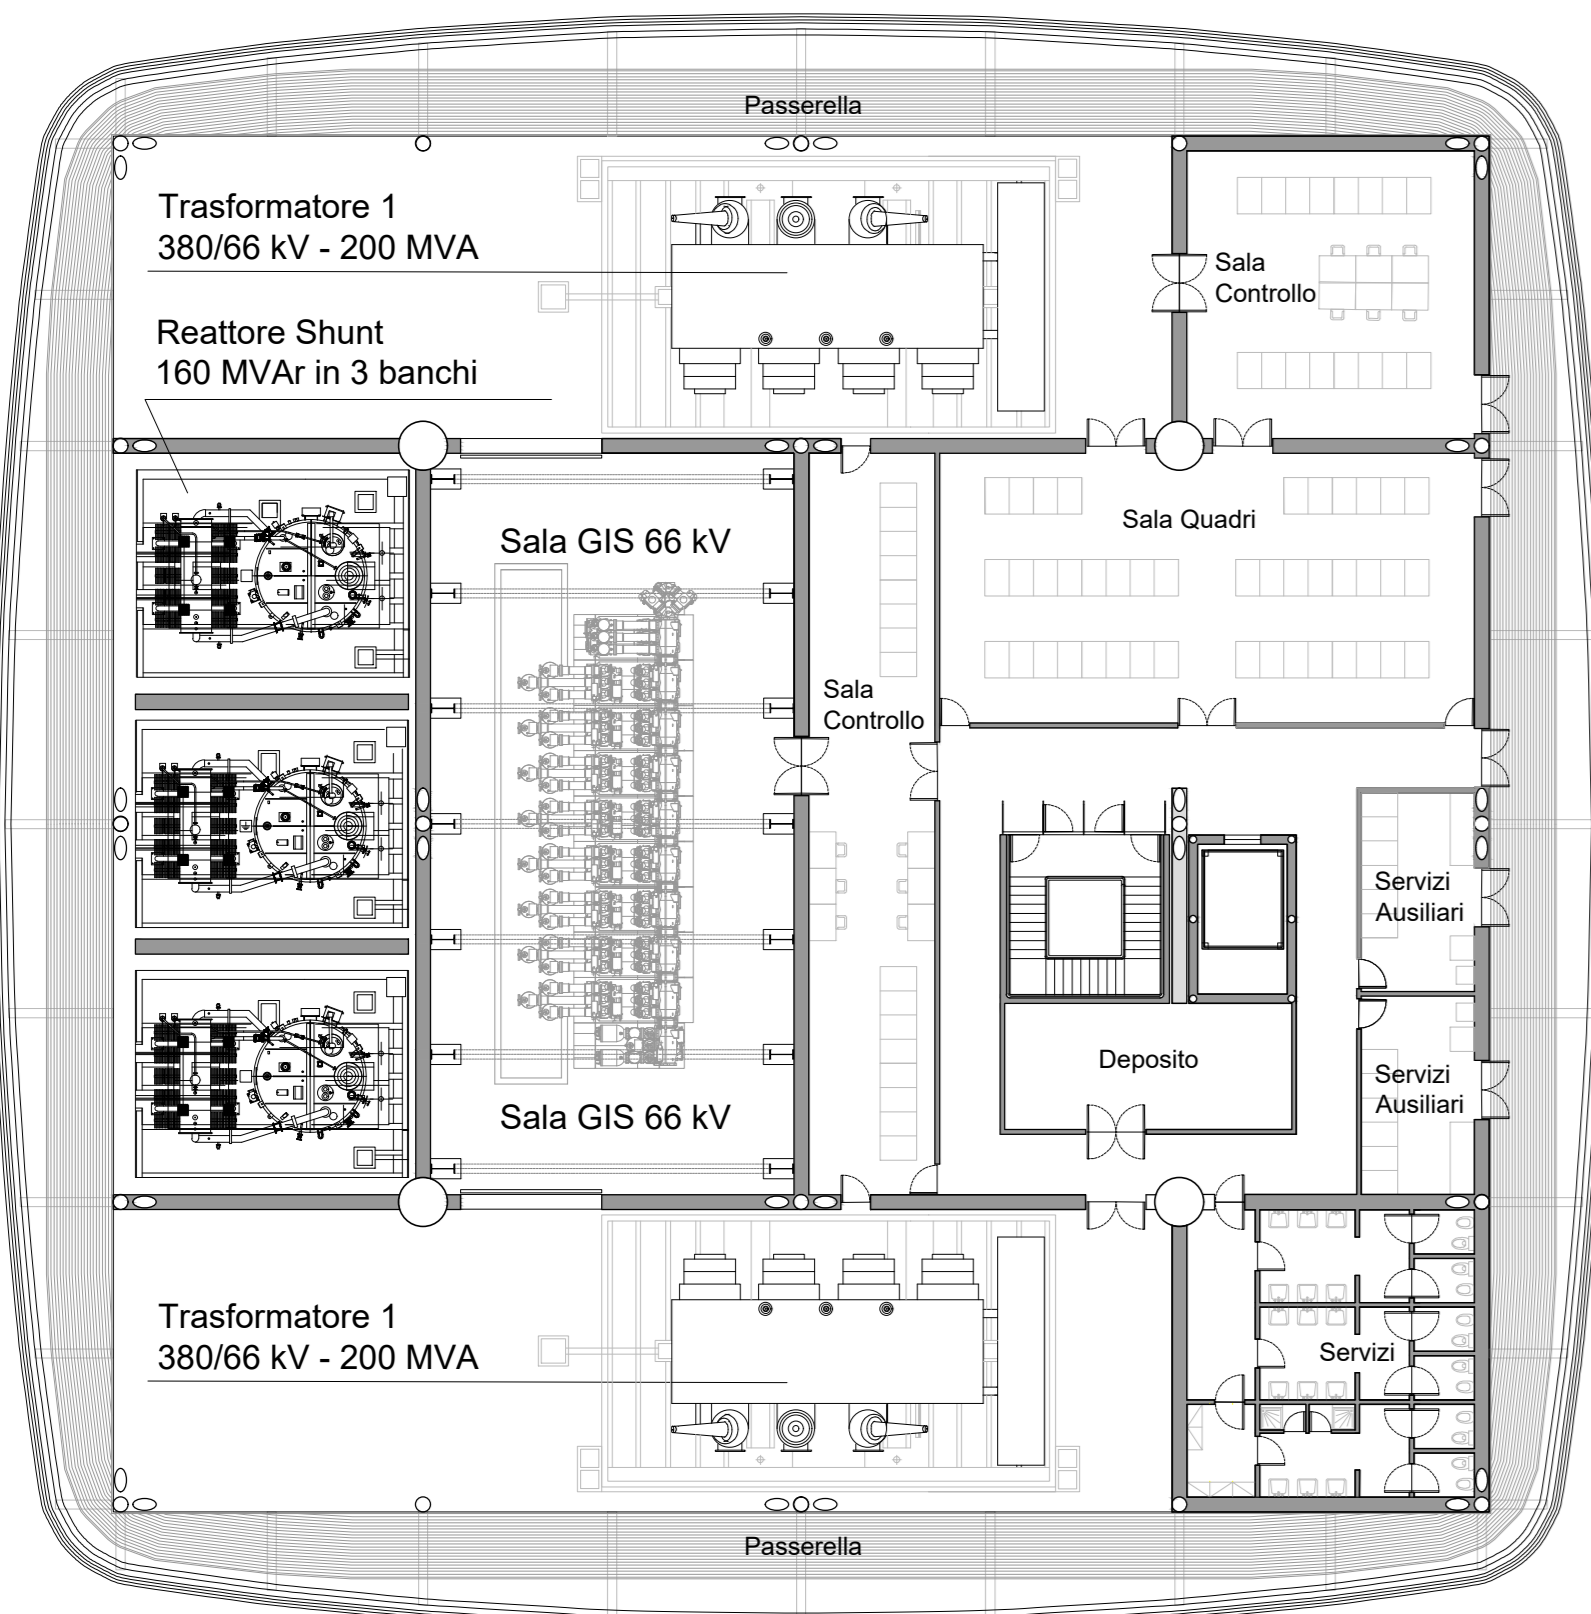 Passerella
Trasformatore 1
380/66 kV - 200 MVA
Sala
Controllo
Reattore Shunt
160 MVAr in 3 banchi
Sala GIS 66 kV
Sala Quadri
Sala
Controllo
Servizi
Ausiliari
Deposito
Servizi
Ausiliari
Sala GIS 66 kV
Trasformatore 1
380/66 kV - 200 MVA
Servizi
Passerella